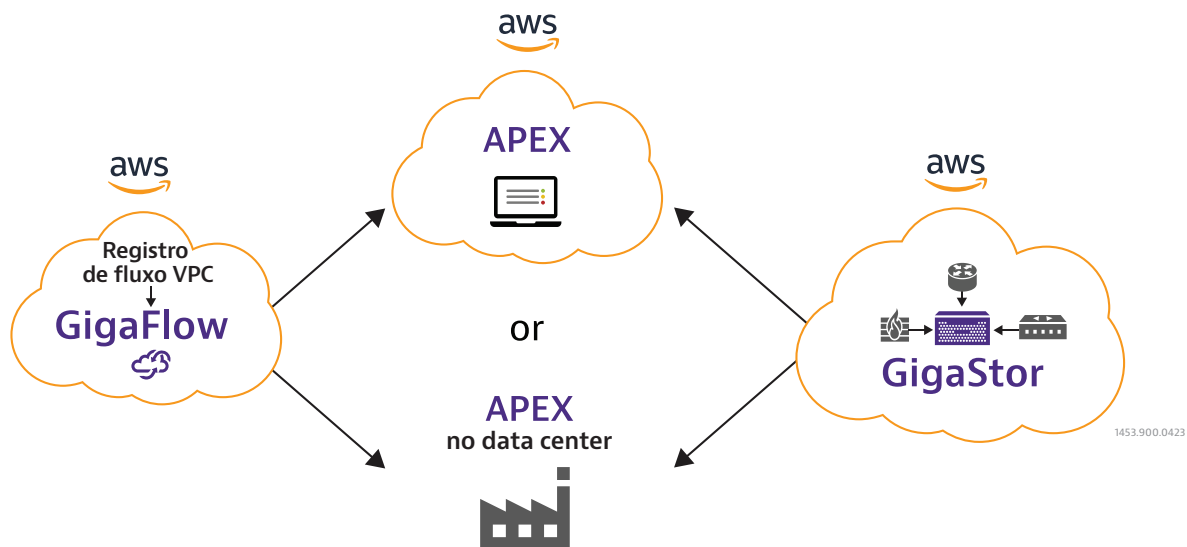 aws
APEX
aws
Registro
de fluxo VPC
GigaFlow
aws
GigaStor
or
APEX
no data center
1453.900.0423